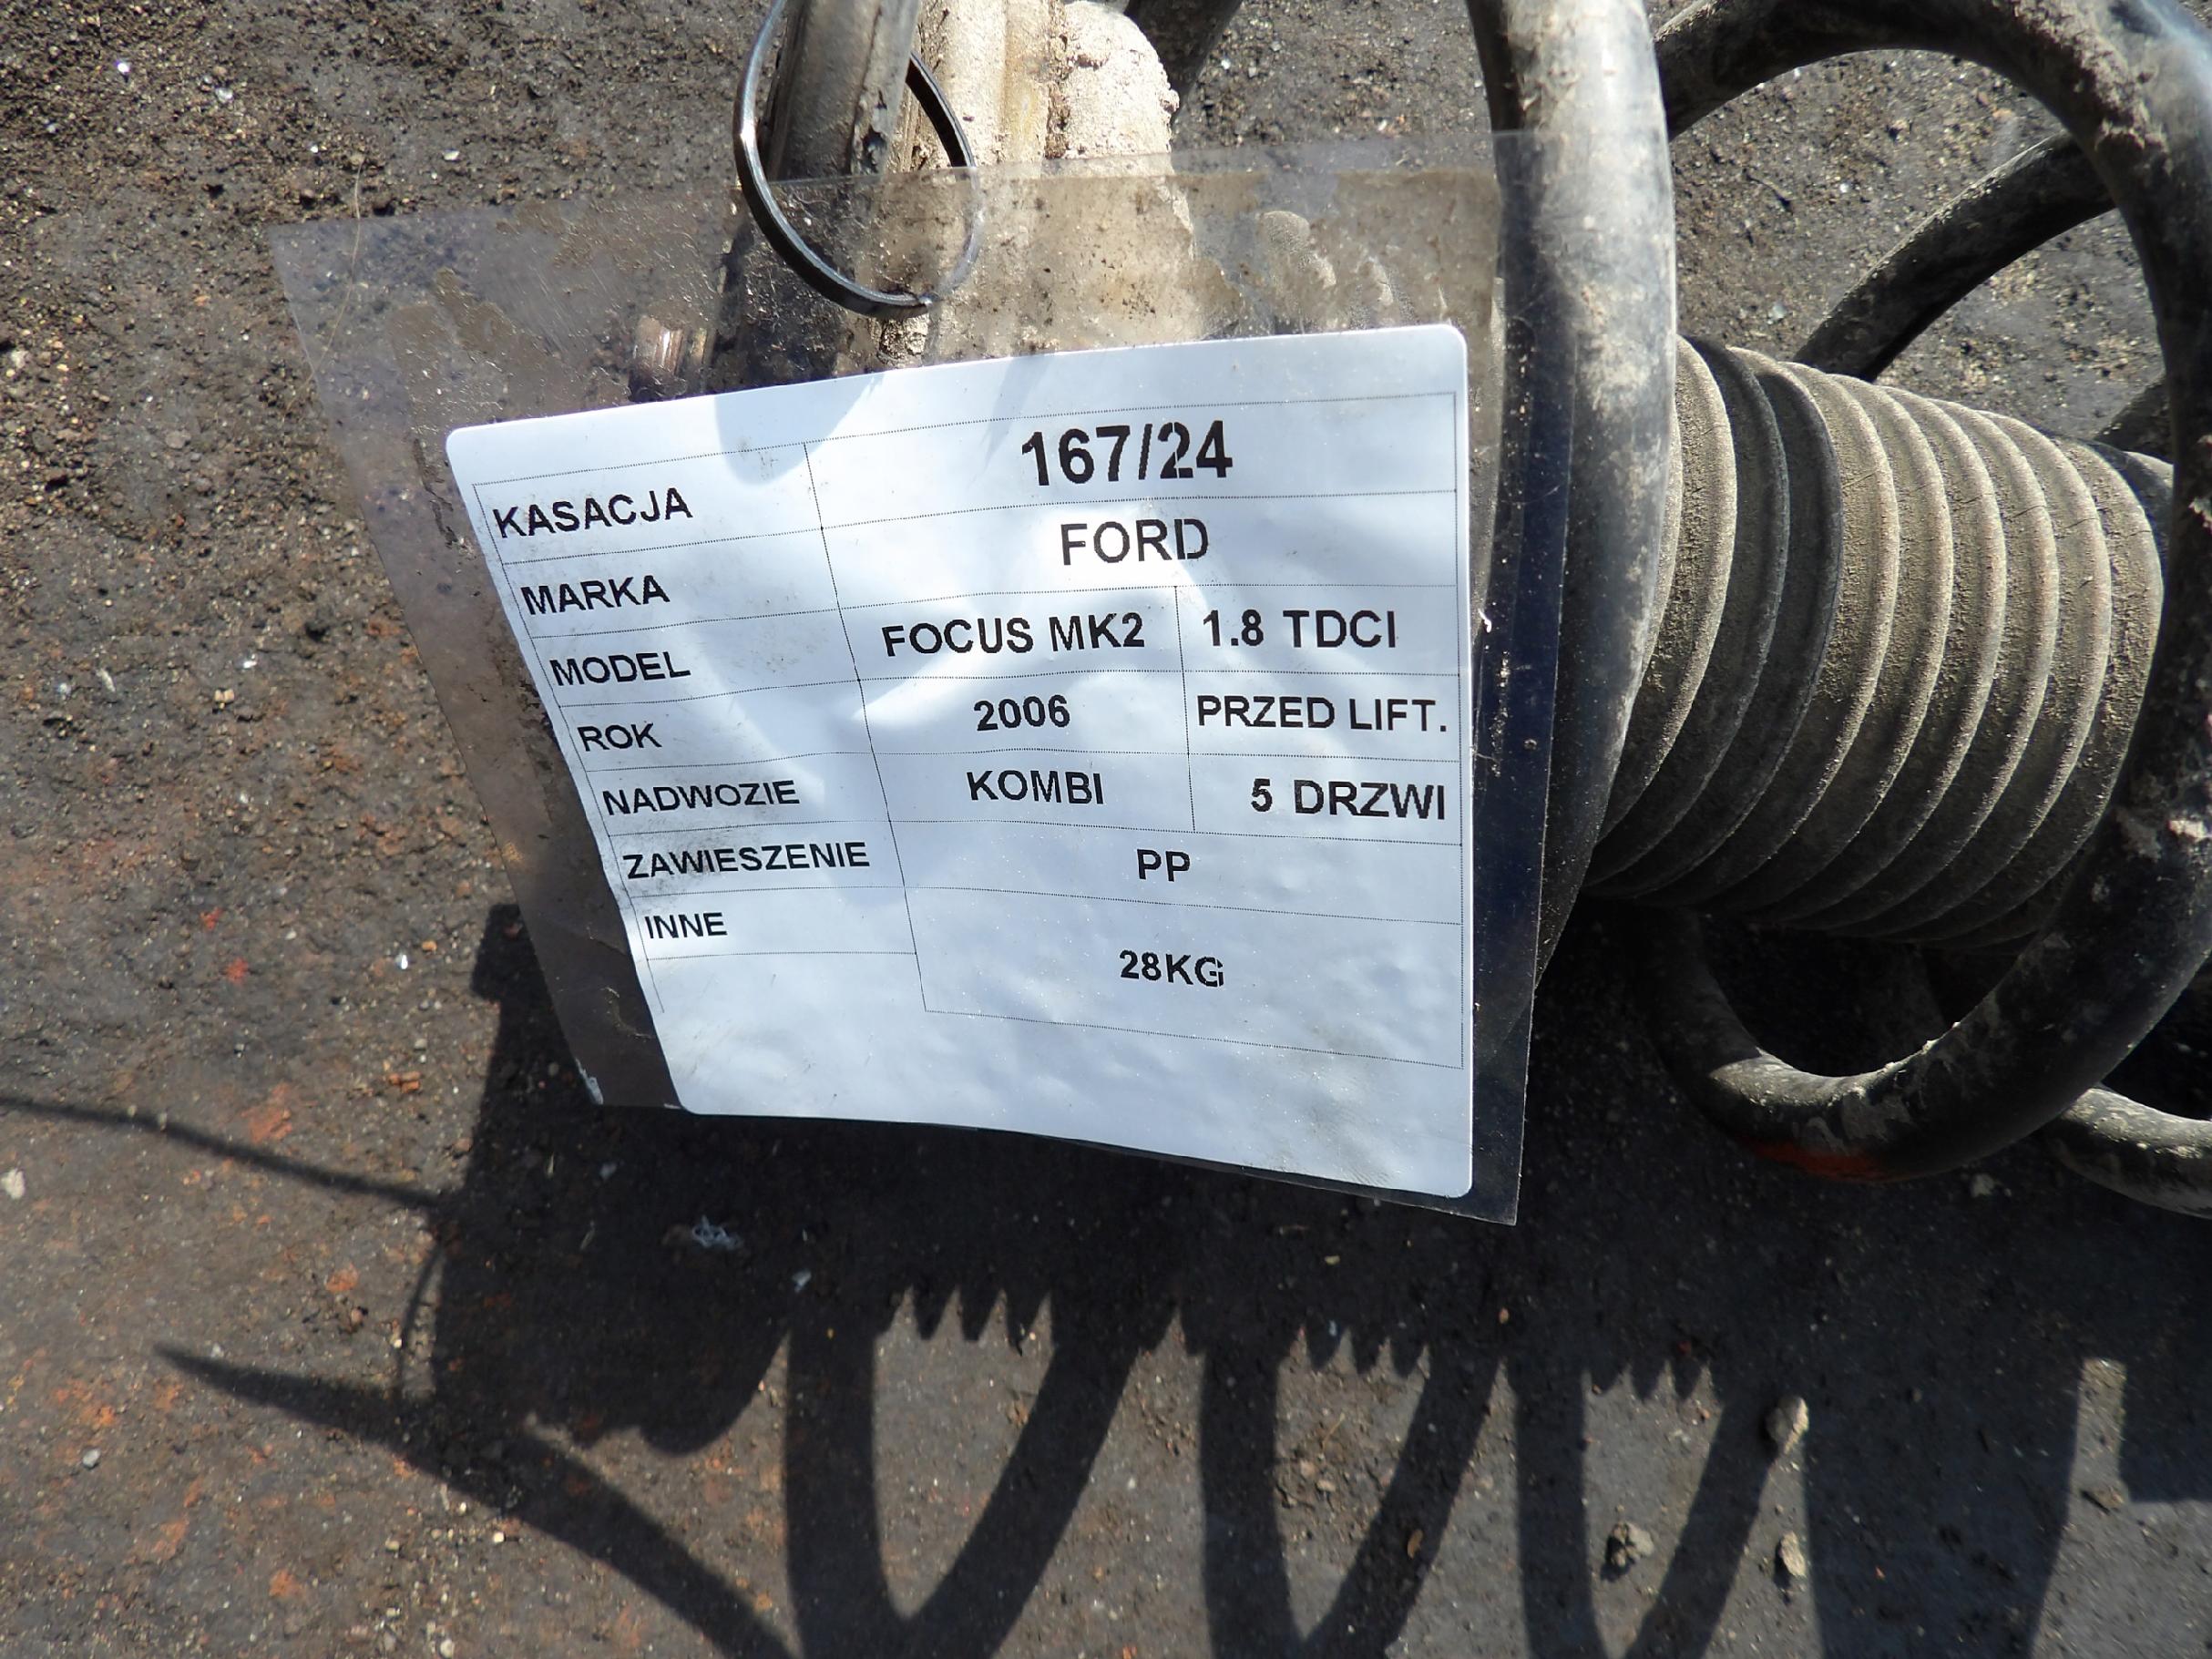 KASACJA 167/24
MARKA FORD
MODEL FOCUS MK2 1.8 TDCI
ROK 2006 PRZED LIFT.
NADWOZIE KOMBI 5 DRZWI
ZAWIESZENIE PP
INNE 28KG